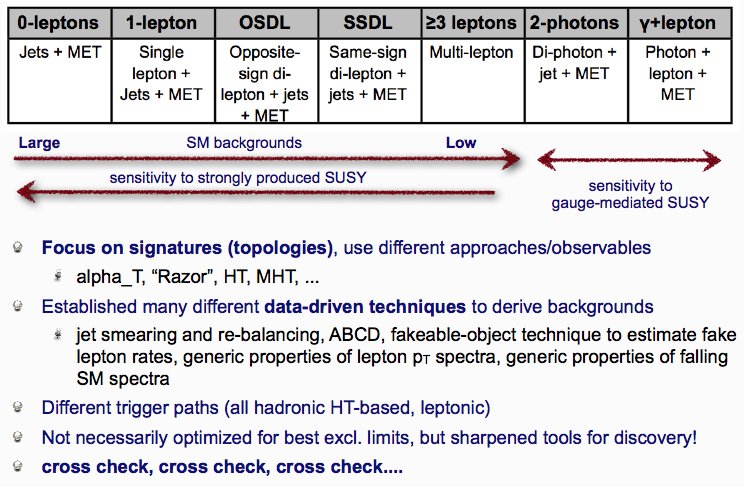 0-leptons 1-lepton OSDL SSDL ≥3 leptons 2-photons γ+lepton
Jets + MET
Single
lepton +
Jets + MET
Opposite-
sign di-
lepton + jets
+ MET
Same-sign
di-lepton +
jets + MET
Multi-lepton
Di-photon +
jet + MET
Photon +
lepton +
MET
Large SM backgrounds Low
sensitivity to strongly produced SUSY
sensitivity to
gauge-mediated SUSY
Focus on signatures (topologies), use different approaches/observables
alpha_T, “Razor”, HT, MHT, ...
Established many different data-driven techniques to derive backgrounds
jet smearing and re-balancing, ABCD, fakeable-object technique to estimate fake
lepton rates, generic properties of lepton pT spectra, generic properties of falling
SM spectra
Different trigger paths (all hadronic HT-based, leptonic)
Not necessarily optimized for best excl. limits, but sharpened tools for discovery!
cross check, cross check, cross check....